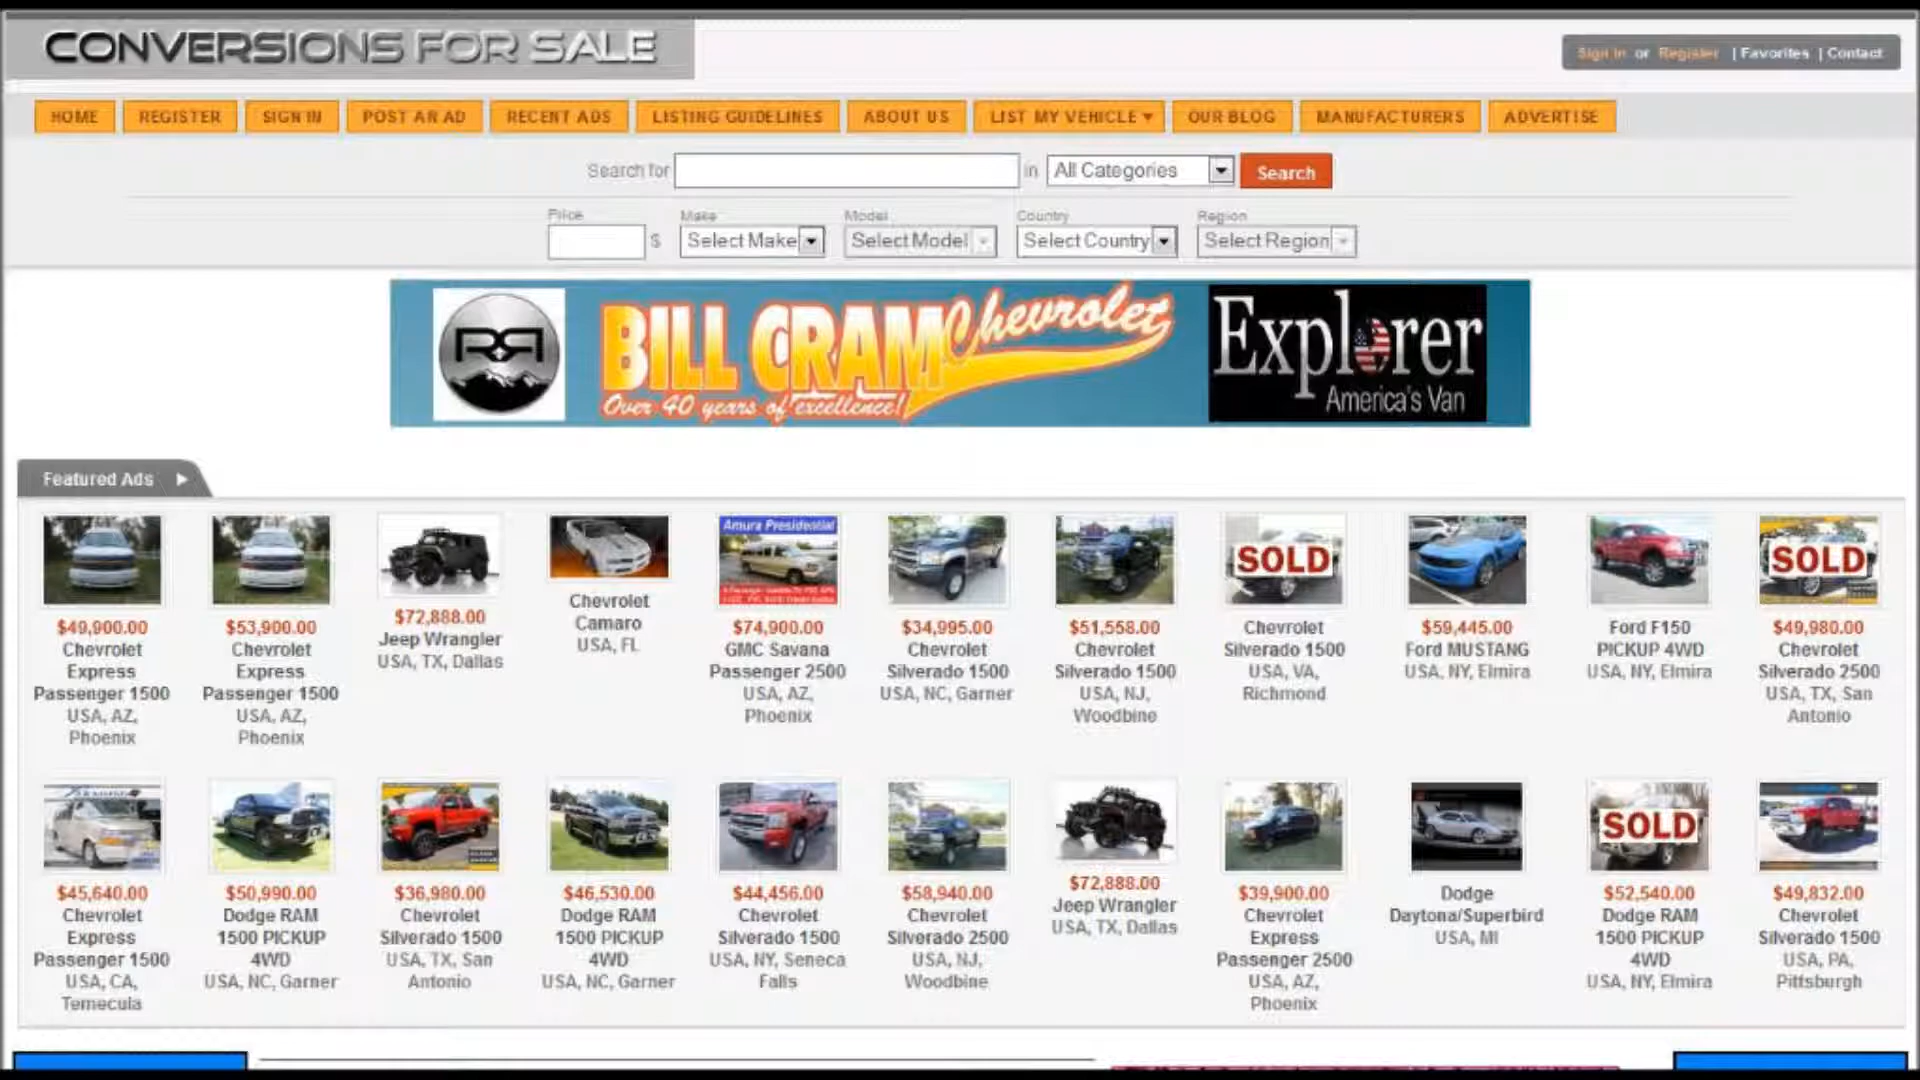 CONVERSIONS FOR SALE
Sign In or Register | Favorites | Contact
HOME REGISTER SIGN IN POST AN AD RECENT ADS LISTING GUIDELINES ABOUT US LIST MY VEHICLE OUR BLOG MANUFACTURERS ADVERTISE
Search for in All Categories Search
Price Make Model Country Region
$ Select Make Select Model Select Country Select Region
BILL CRAM Chevrolet
Over 40 years of excellence!
Explorer
America's Van
Featured Ads
$49,900.00
Chevrolet
Express
Passenger 1500
USA, AZ,
Phoenix
$53,900.00
Chevrolet
Express
Passenger 1500
USA, AZ,
Phoenix
$72,888.00
Jeep Wrangler
USA, TX, Dallas
Chevrolet
Camaro
USA, FL
Amura Presidential
$74,900.00
GMC Savana
Passenger 2500
USA, AZ,
Phoenix
$34,995.00
Chevrolet
Silverado 1500
USA, NC, Garner
$51,558.00
Chevrolet
Silverado 1500
USA, NJ,
Woodbine
SOLD
Chevrolet
Silverado 1500
USA, VA,
Richmond
$59,445.00
Ford MUSTANG
USA, NY, Elmira
Ford F150
PICKUP 4WD
USA, NY, Elmira
SOLD
$49,980.00
Chevrolet
Silverado 2500
USA, TX, San
Antonio
$45,640.00
Chevrolet
Express
Passenger 1500
USA, CA,
Temecula
$50,990.00
Dodge RAM
1500 PICKUP
4WD
USA, NC, Garner
$36,980.00
Chevrolet
Silverado 1500
USA, TX, San
Antonio
$46,530.00
Dodge RAM
1500 PICKUP
4WD
USA, NC, Garner
$44,456.00
Chevrolet
Silverado 1500
USA, NY, Seneca
Falls
$58,940.00
Chevrolet
Silverado 2500
USA, NJ,
Woodbine
$72,888.00
Jeep Wrangler
USA, TX, Dallas
$39,900.00
Chevrolet
Express
Passenger 2500
USA, AZ,
Phoenix
Dodge
Daytona/Superbird
USA, MI
SOLD
$52,540.00
Dodge RAM
1500 PICKUP
4WD
USA, NY, Elmira
$49,832.00
Chevrolet
Silverado 1500
USA, PA,
Pittsburgh